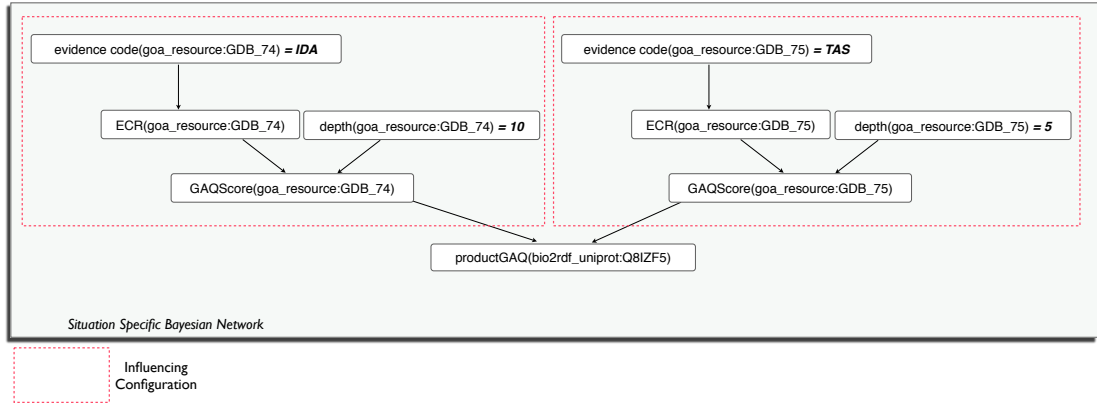 evidence code(goa_resource:GDB_74) = IDA
evidence code(goa_resource:GDB_75) = TAS
ECR(goa_resource:GDB_74)
depth(goa_resource:GDB_74) = 10
ECR(goa_resource:GDB_75)
depth(goa_resource:GDB_75) = 5
GAQScore(goa_resource:GDB_74)
GAQScore(goa_resource:GDB_75)
productGAQ(bio2rdf_uniprot:Q8IZF5)
Situation Specific Bayesian Network
Influencing
Configuration